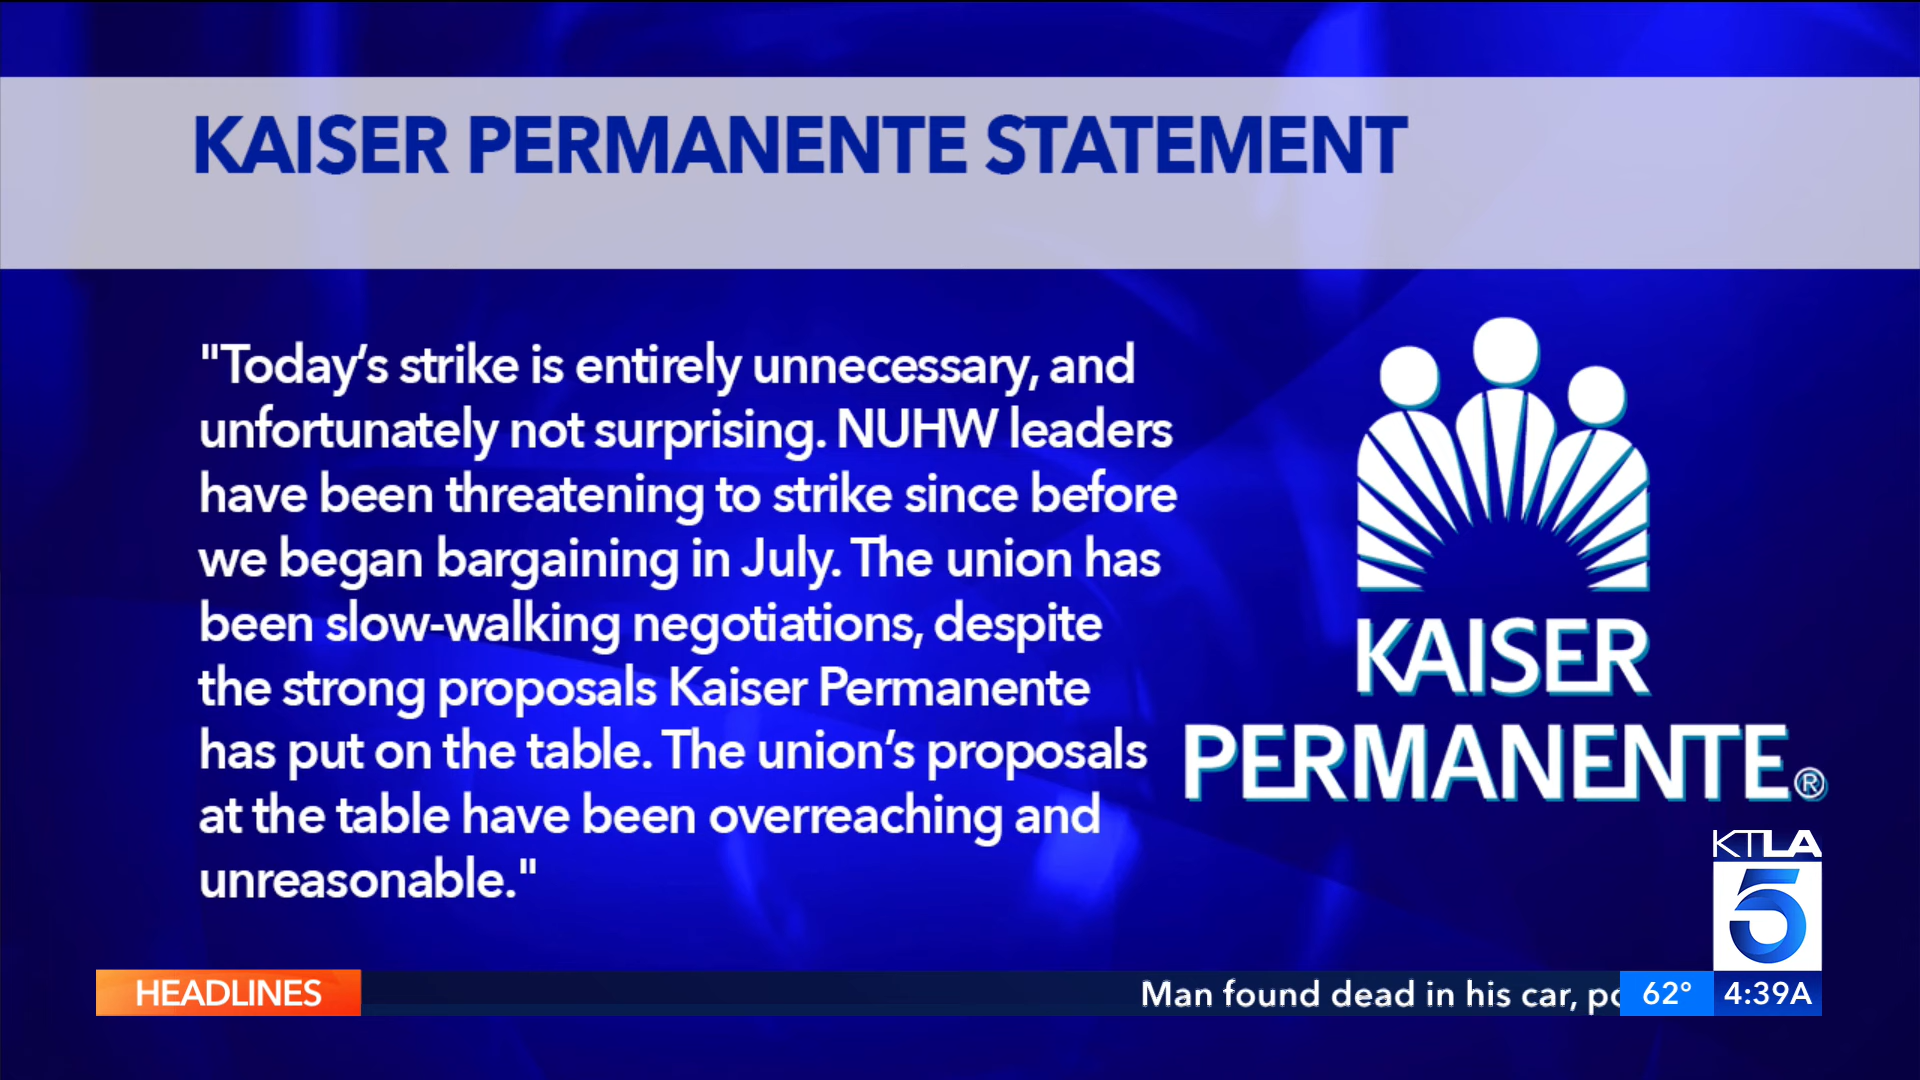 KAISER PERMANENTE STATEMENT
"Today's strike is entirely unnecessary, and
unfortunately not surprising. NUHW leaders
have been threatening to strike since before
we began bargaining in July. The union has
been slow-walking negotiations, despite
the strong proposals Kaiser Permanente
has put on the table. The union's proposals
at the table have been overreaching and
unreasonable."
KAISER
PERMANENTE®
KTLA
5
HEADLINES
Man found dead in his car,
62°
4:39A